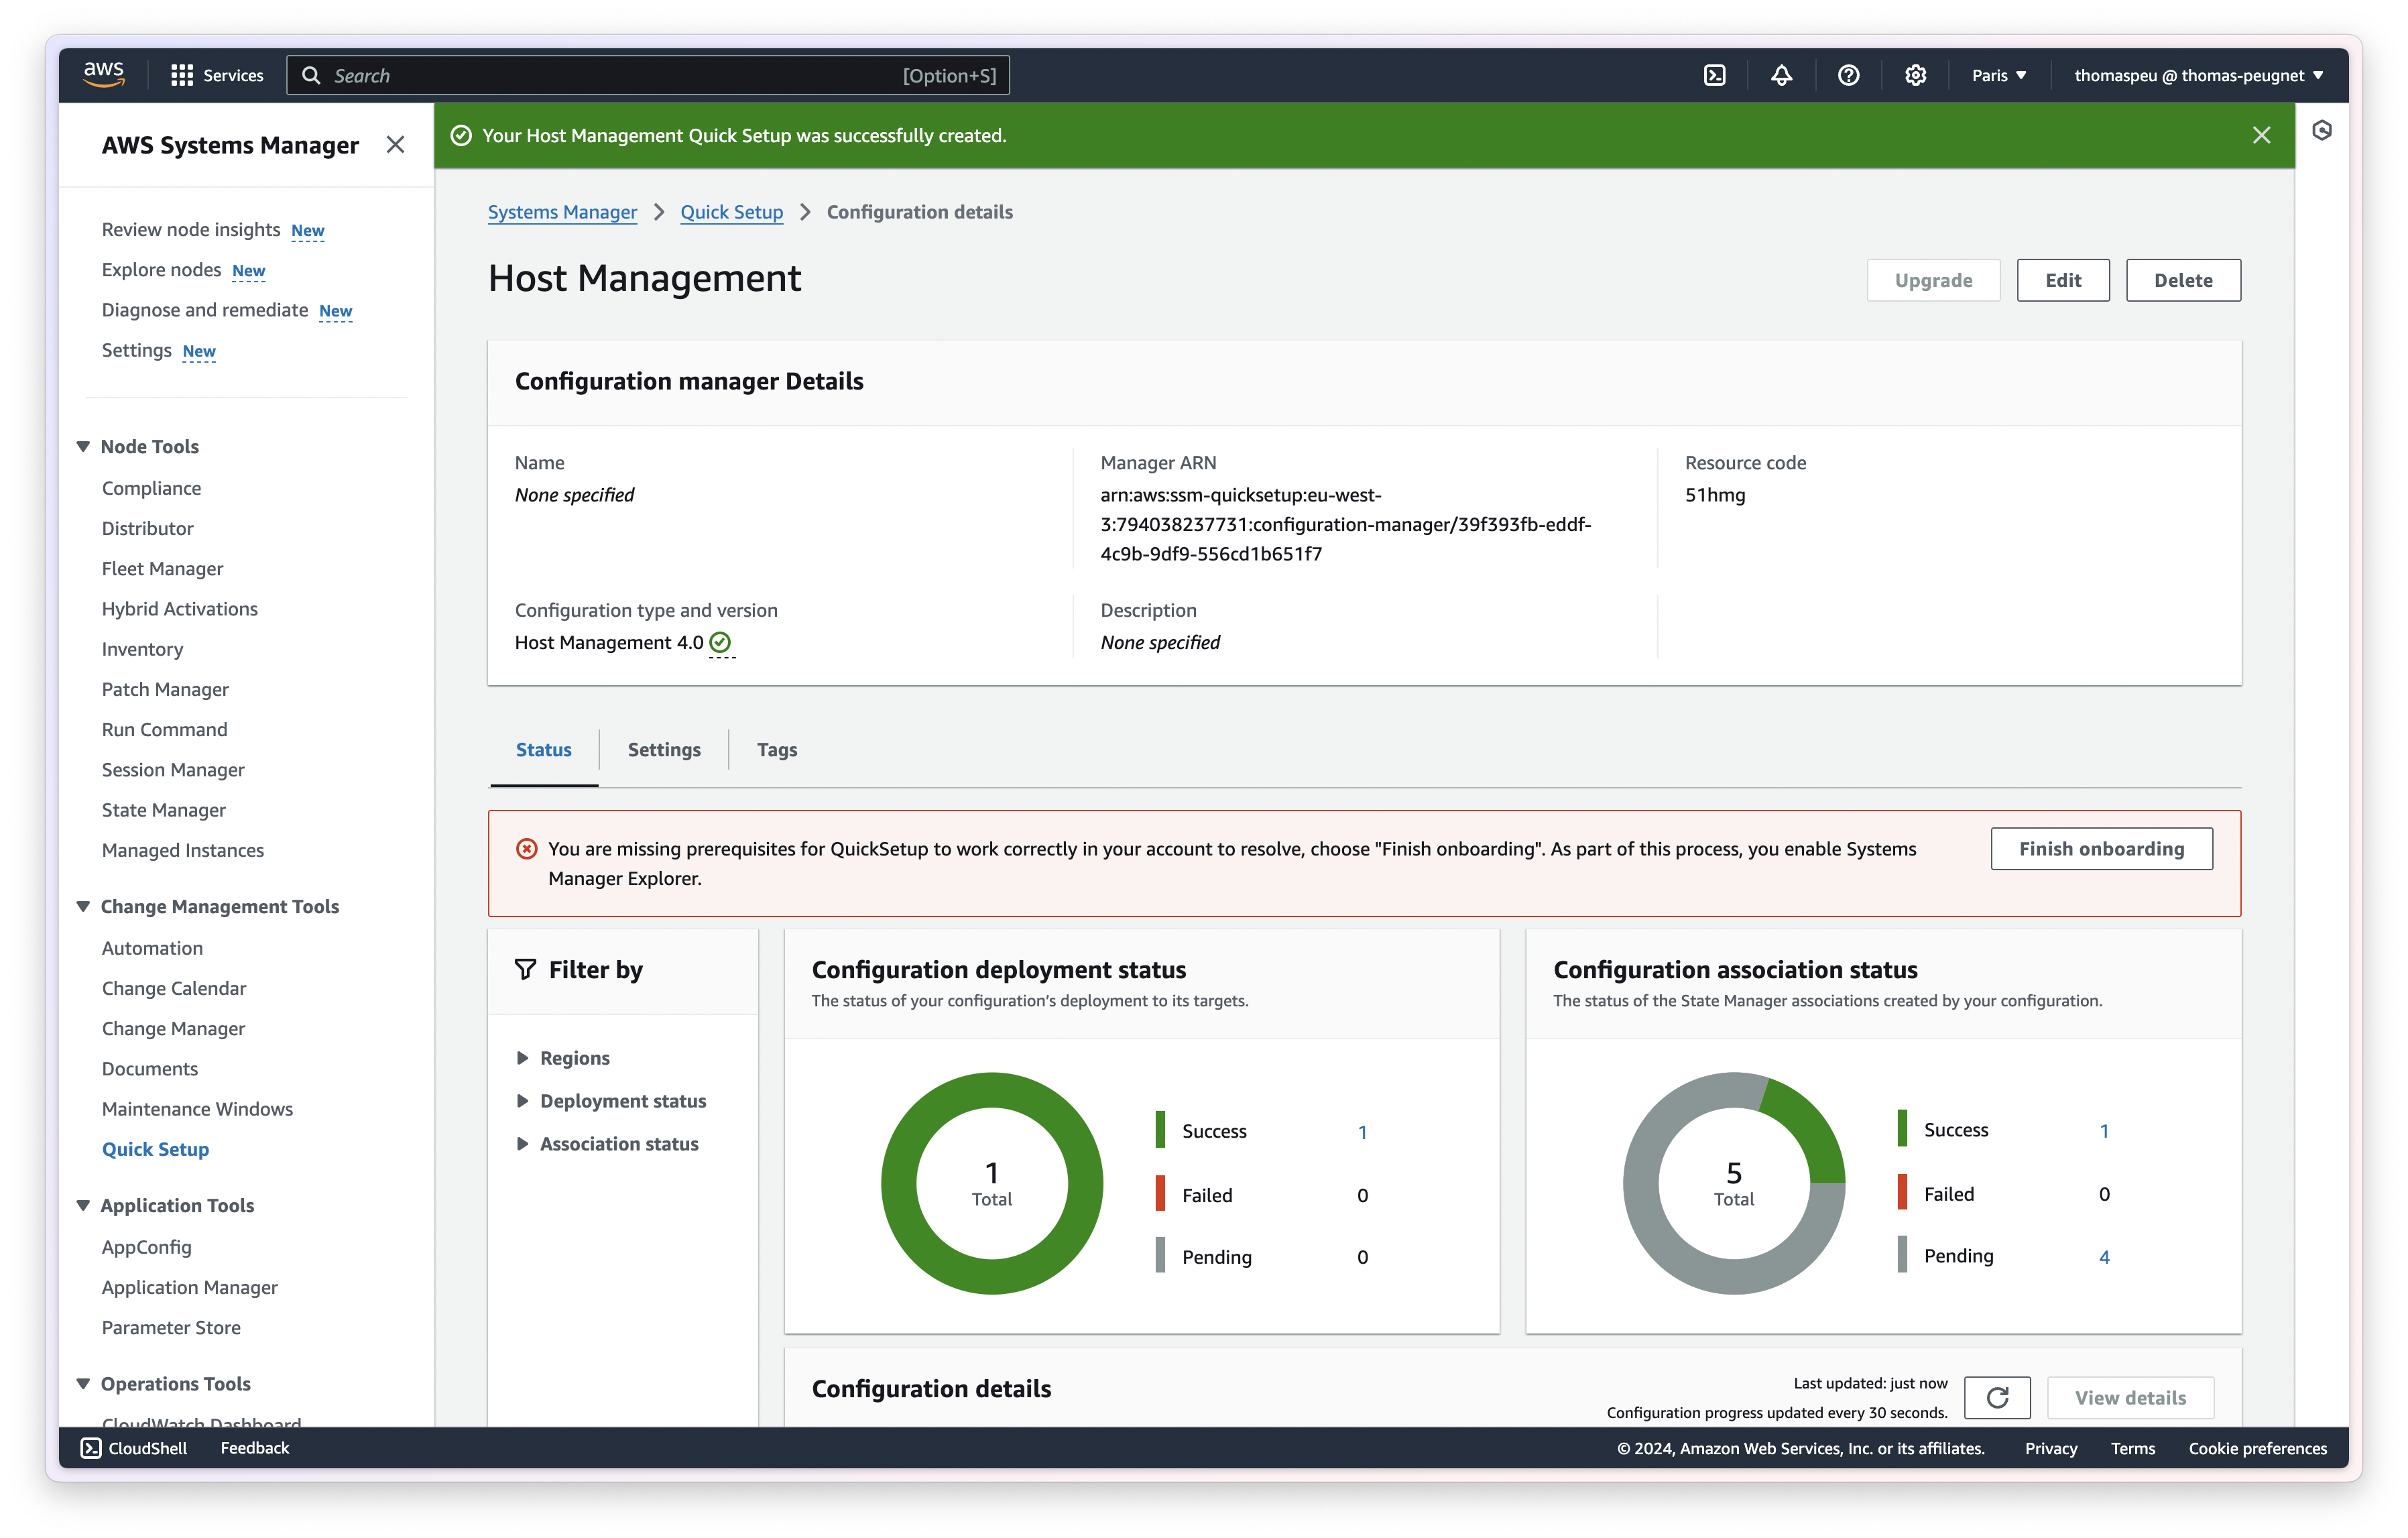 aws
Services
Search
[Option+S]
Paris ▼
thomaspeu @ thomas-peugnet ▼
AWS Systems Manager
Review node insights New
Explore nodes New
Diagnose and remediate New
Settings New
Node Tools
Compliance
Distributor
Fleet Manager
Hybrid Activations
Inventory
Patch Manager
Run Command
Session Manager
State Manager
Managed Instances
Change Management Tools
Automation
Change Calendar
Change Manager
Documents
Maintenance Windows
Quick Setup
Application Tools
AppConfig
Application Manager
Parameter Store
Operations Tools
CloudWatch Dashboard
Your Host Management Quick Setup was successfully created.
Systems Manager > Quick Setup > Configuration details
Host Management
Upgrade
Edit
Delete
Configuration manager Details
Name
None specified
Manager ARN
arn:aws:ssm-quicksetup:eu-west-
3:794038237731:configuration-manager/39f393fb-eddf-
4c9b-9df9-556cd1b651f7
Resource code
51hmg
Configuration type and version
Host Management 4.0
Description
None specified
Status
Settings
Tags
You are missing prerequisites for QuickSetup to work correctly in your account to resolve, choose "Finish onboarding". As part of this process, you enable Systems
Manager Explorer.
Finish onboarding
Filter by
Regions
Deployment status
Association status
Configuration deployment status
The status of your configuration’s deployment to its targets.
1
Total
Success 1
Failed 0
Pending 0
Configuration association status
The status of the State Manager associations created by your configuration.
5
Total
Success 1
Failed 0
Pending 4
Configuration details
Last updated: just now
Configuration progress updated every 30 seconds.
View details
CloudShell
Feedback
© 2024, Amazon Web Services, Inc. or its affiliates.
Privacy
Terms
Cookie preferences